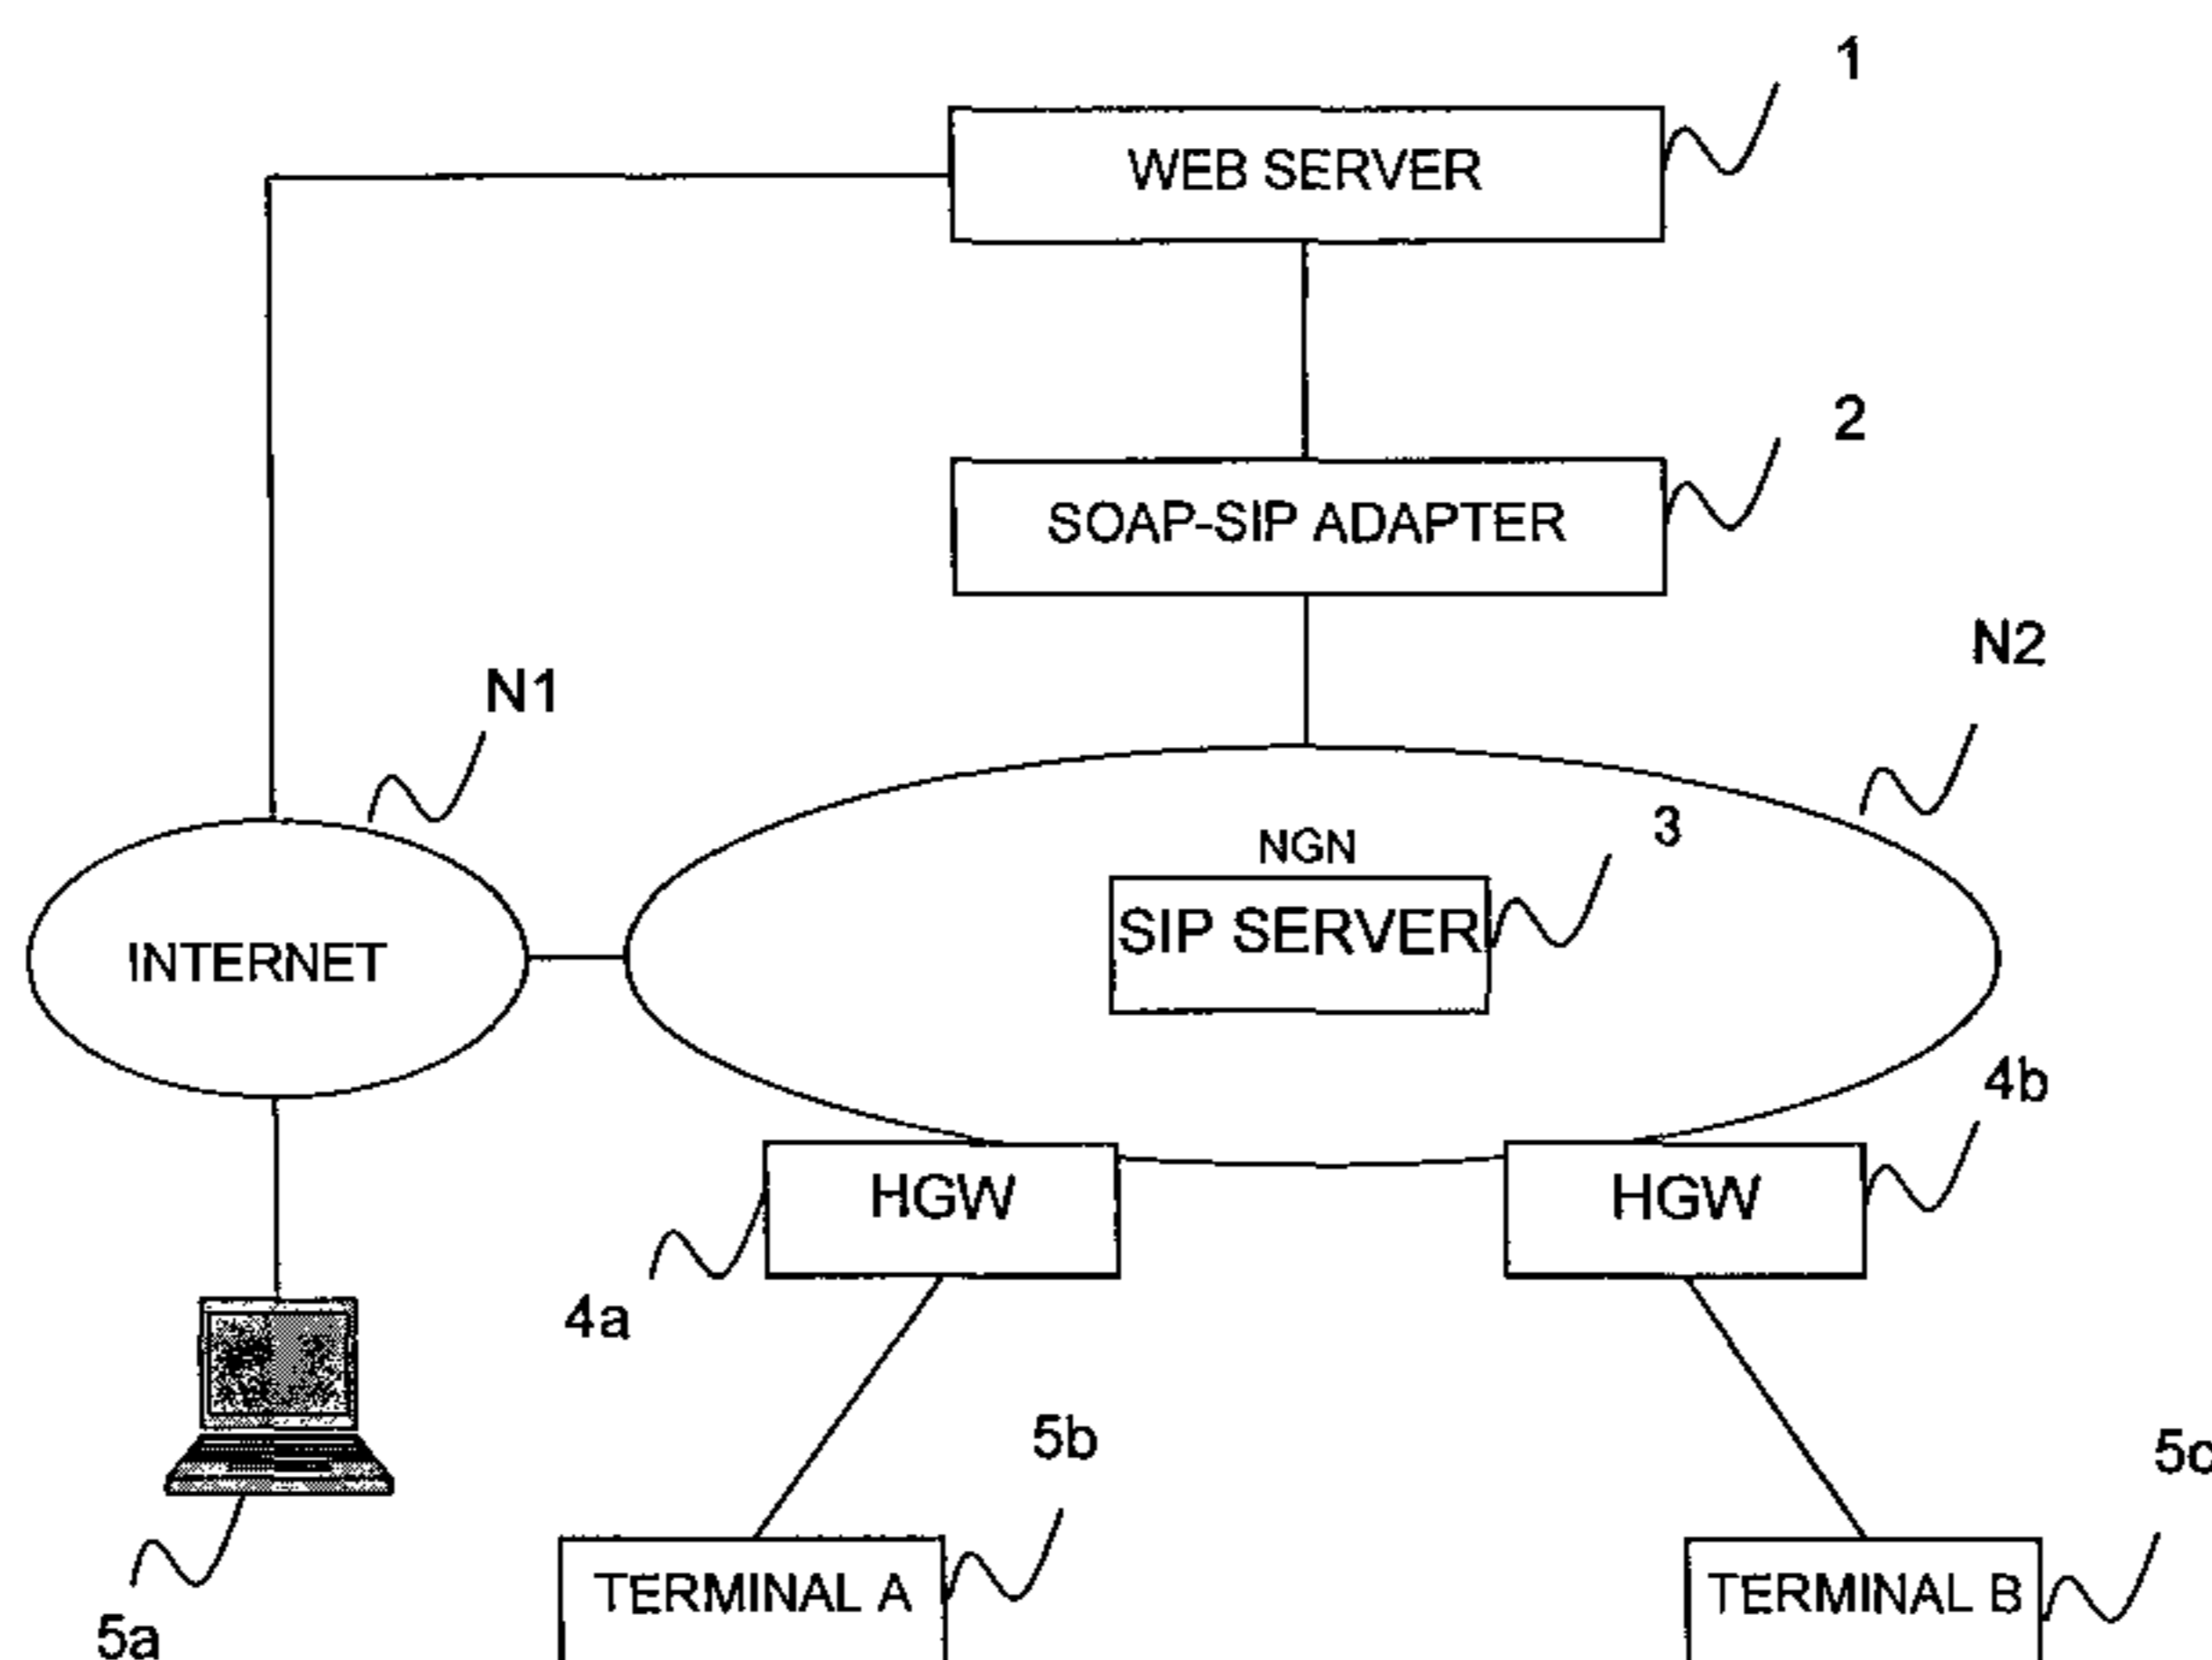 1
WEB SERVER
2
SOAP-SIP ADAPTER
N2
N1
3
NGN
SIP SERVER
INTERNET
4b
HGW
HGW
4a
5b
5c
TERMINAL A
TERMINAL B
5a